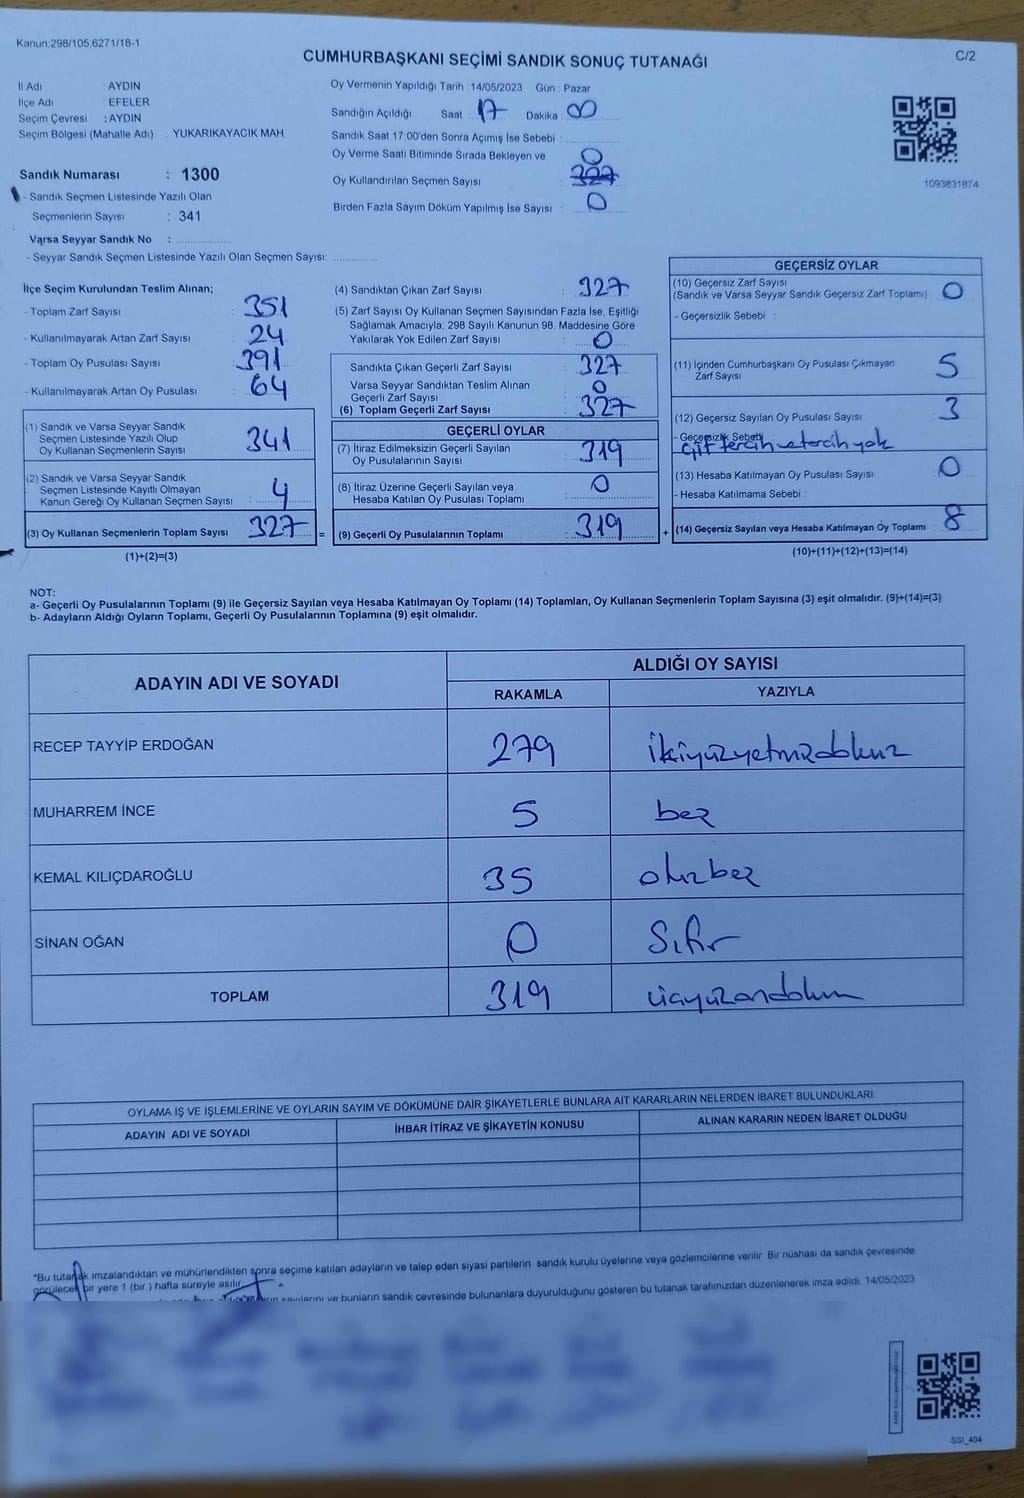 Kanun:298/105,6271/18-1
CUMHURBAŞKANI SEÇİMİ SANDIK SONUÇ TUTANAĞI
C/2
İl Adı : AYDIN
İlçe Adı : EFELER
Seçim Çevresi : AYDIN
Seçim Bölgesi (Mahalle Adı) : YUKARIKAYACIK MAH
Sandık Numarası : 1300
- Sandık Seçmen Listesinde Yazılı Olan
Seçmenlerin Sayısı : 341
Varsa Seyyar Sandık No :
- Seyyar Sandık Seçmen Listesinde Yazılı Olan Seçmen Sayısı:
Oy Vermenin Yapıldığı Tarih : 14/05/2023 Gün : Pazar
Sandığın Açıldığı Saat : 17 Dakika : 00
Sandık Saat 17:00'den Sonra Açımış İse Sebebi :
Oy Verme Saati Bitiminde Sırada Bekleyen ve 0
Oy Kullandırılan Seçmen Sayısı : 327
Birden Fazla Sayım Döküm Yapılmış İse Sayısı : 0
1093831874
İlçe Seçim Kurulundan Teslim Alınan;
- Toplam Zarf Sayısı : 351
- Kullanılmayarak Artan Zarf Sayısı : 24
- Toplam Oy Pusulası Sayısı : 391
- Kullanılmayarak Artan Oy Pusulası : 64
(1) Sandık ve Varsa Seyyar Sandık
Seçmen Listesinde Yazılı Olup
Oy Kullanan Seçmenlerin Sayısı : 341
(2) Sandık ve Varsa Seyyar Sandık
Seçmen Listesinde Kayıtlı Olmayan
Kanun Gereği Oy Kullanan Seçmen Sayısı : 4
(3) Oy Kullanan Seçmenlerin Toplam Sayısı 327 =
(1)+(2)=(3)
(4) Sandıktan Çıkan Zarf Sayısı : 327
(5) Zarf Sayısı Oy Kullanan Seçmen Sayısından Fazla İse, Eşitliği
Sağlamak Amacıyla; 298 Sayılı Kanunun 98. Maddesine Göre
Yakılarak Yok Edilen Zarf Sayısı : 0
Sandıkta Çıkan Geçerli Zarf Sayısı : 327
Varsa Seyyar Sandıktan Teslim Alınan
Geçerli Zarf Sayısı : 0
(6) Toplam Geçerli Zarf Sayısı : 327
GEÇERLİ OYLAR
(7) İtiraz Edilmeksizin Geçerli Sayılan
Oy Pusulalarının Sayısı : 319
(8) İtiraz Üzerine Geçerli Sayılan veya
Hesaba Katılan Oy Pusulası Toplamı : 0
(9) Geçerli Oy Pusulalarının Toplamı : 319 +
GEÇERSİZ OYLAR
(10) Geçersiz Zarf Sayısı
(Sandık ve Varsa Seyyar Sandık Geçersiz Zarf Toplamı) : 0
- Geçersizlik Sebebi :
(11) İçinden Cumhurbaşkanı Oy Pusulası Çıkmayan
Zarf Sayısı 5
(12) Geçersiz Sayılan Oy Pusulası Sayısı 3
- Geçersizlik Sebebi
çift tercih ve tercih yok
(13) Hesaba Katılmayan Oy Pusulası Sayısı 0
- Hesaba Katılmama Sebebi :
(14) Geçersiz Sayılan veya Hesaba Katılmayan Oy Toplamı 8
(10)+(11)+(12)+(13)=(14)
NOT:
a- Geçerli Oy Pusulalarının Toplamı (9) ile Geçersiz Sayılan veya Hesaba Katılmayan Oy Toplamı (14) Toplamları, Oy Kullanan Seçmenlerin Toplam Sayısına (3) eşit olmalıdır. (9)+(14)=(3)
b- Adayların Aldığı Oyların Toplamı, Geçerli Oy Pusulalarının Toplamına (9) eşit olmalıdır.
ADAYIN ADI VE SOYADI
ALDIĞI OY SAYISI
RAKAMLA YAZIYLA
RECEP TAYYİP ERDOĞAN 279 ikiyüzyetmişdokuz
MUHARREM İNCE 5 beş
KEMAL KILIÇDAROĞLU 35 otuzbeş
SİNAN OĞAN 0 Sıfır
TOPLAM 319 üçyüzondokuz
OYLAMA İŞ VE İŞLEMLERİNE VE OYLARIN SAYIM VE DÖKÜMÜNE DAİR ŞİKAYETLERLE BUNLARA AİT KARARLARIN NELERDEN İBARET BULUNDUKLARI
ADAYIN ADI VE SOYADI
İHBAR İTİRAZ VE ŞİKAYETİN KONUSU
ALINAN KARARIN NEDEN İBARET OLDUĞU
*Bu tutanak imzalandıktan ve mühürlendikten sonra seçime katılan adayların ve talep eden siyasi partilerin sandık kurulu üyelerine veya gözlemcilerine verilir. Bir nüshası da sandık çevresinde
görülecek bir yere 1 (bir ) hafta süreyle asılır.
sayılarını ve bunların sandık çevresinde bulunanlara duyurulduğunu gösteren bu tutanak tarafımızdan düzenlenerek imza edildi. 14/05/2023
SSI_404